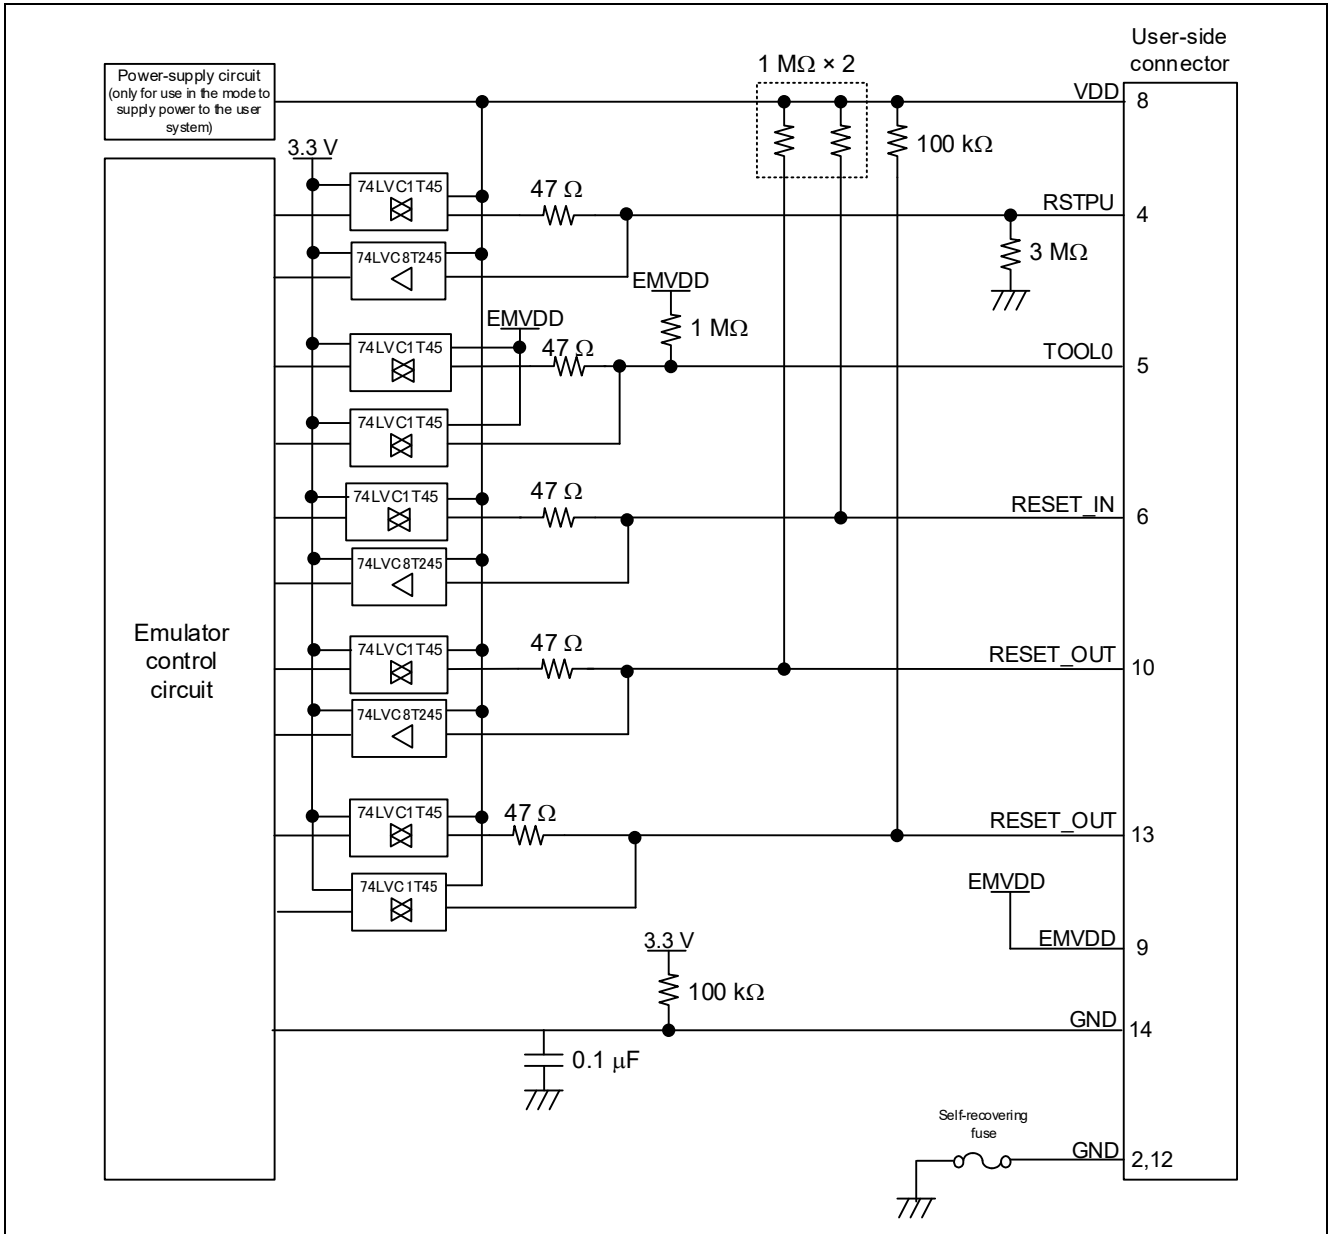 User-side
connector
Power-supply circuit
(only for use in the mode to
supply power to the user
system)
1 MΩ × 2
VDD
8
100 kΩ
3.3 V
74LVC1T45
47 Ω
RSTPU
4
74LVC8T245
3 MΩ
EMVDD
1 MΩ
EMVDD
74LVC1T45
47 Ω
TOOL0
5
74LVC1T45
74LVC1T45
47 Ω
RESET_IN
6
74LVC8T245
Emulator
control
circuit
74LVC1T45
47 Ω
RESET_OUT
10
74LVC8T245
74LVC1T45
47 Ω
RESET_OUT
13
74LVC1T45
EMVDD
EMVDD
9
3.3 V
100 kΩ
GND
14
0.1 μF
Self-recovering
fuse
GND
2,12